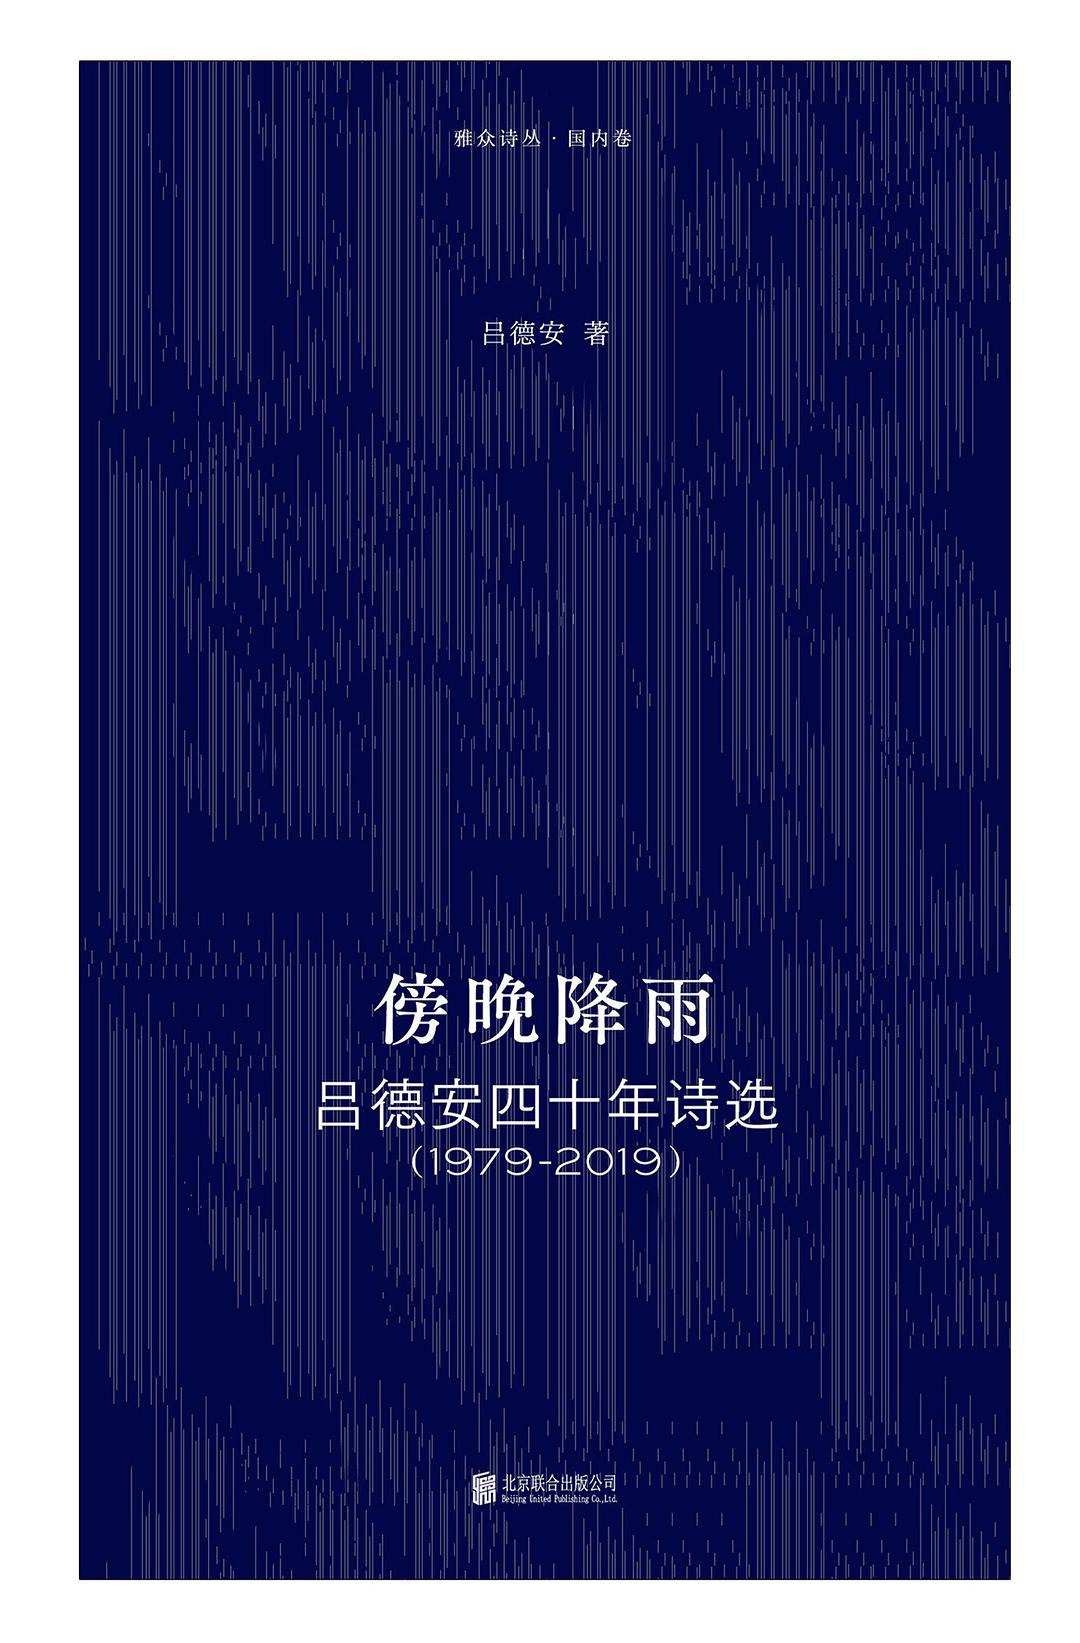 雅众诗丛·国内卷
吕德安 著
傍晚降雨
吕德安四十年诗选
(1979-2019)
北京联合出版公司
Beijing United Publishing Co.,Ltd.